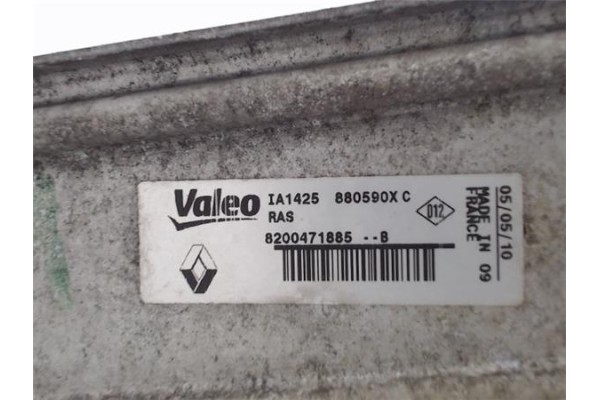 Valeo IA1425 880590X C
RAS
8200471885 --B
D12
MADE IN 09
FRANCE
05/05/10